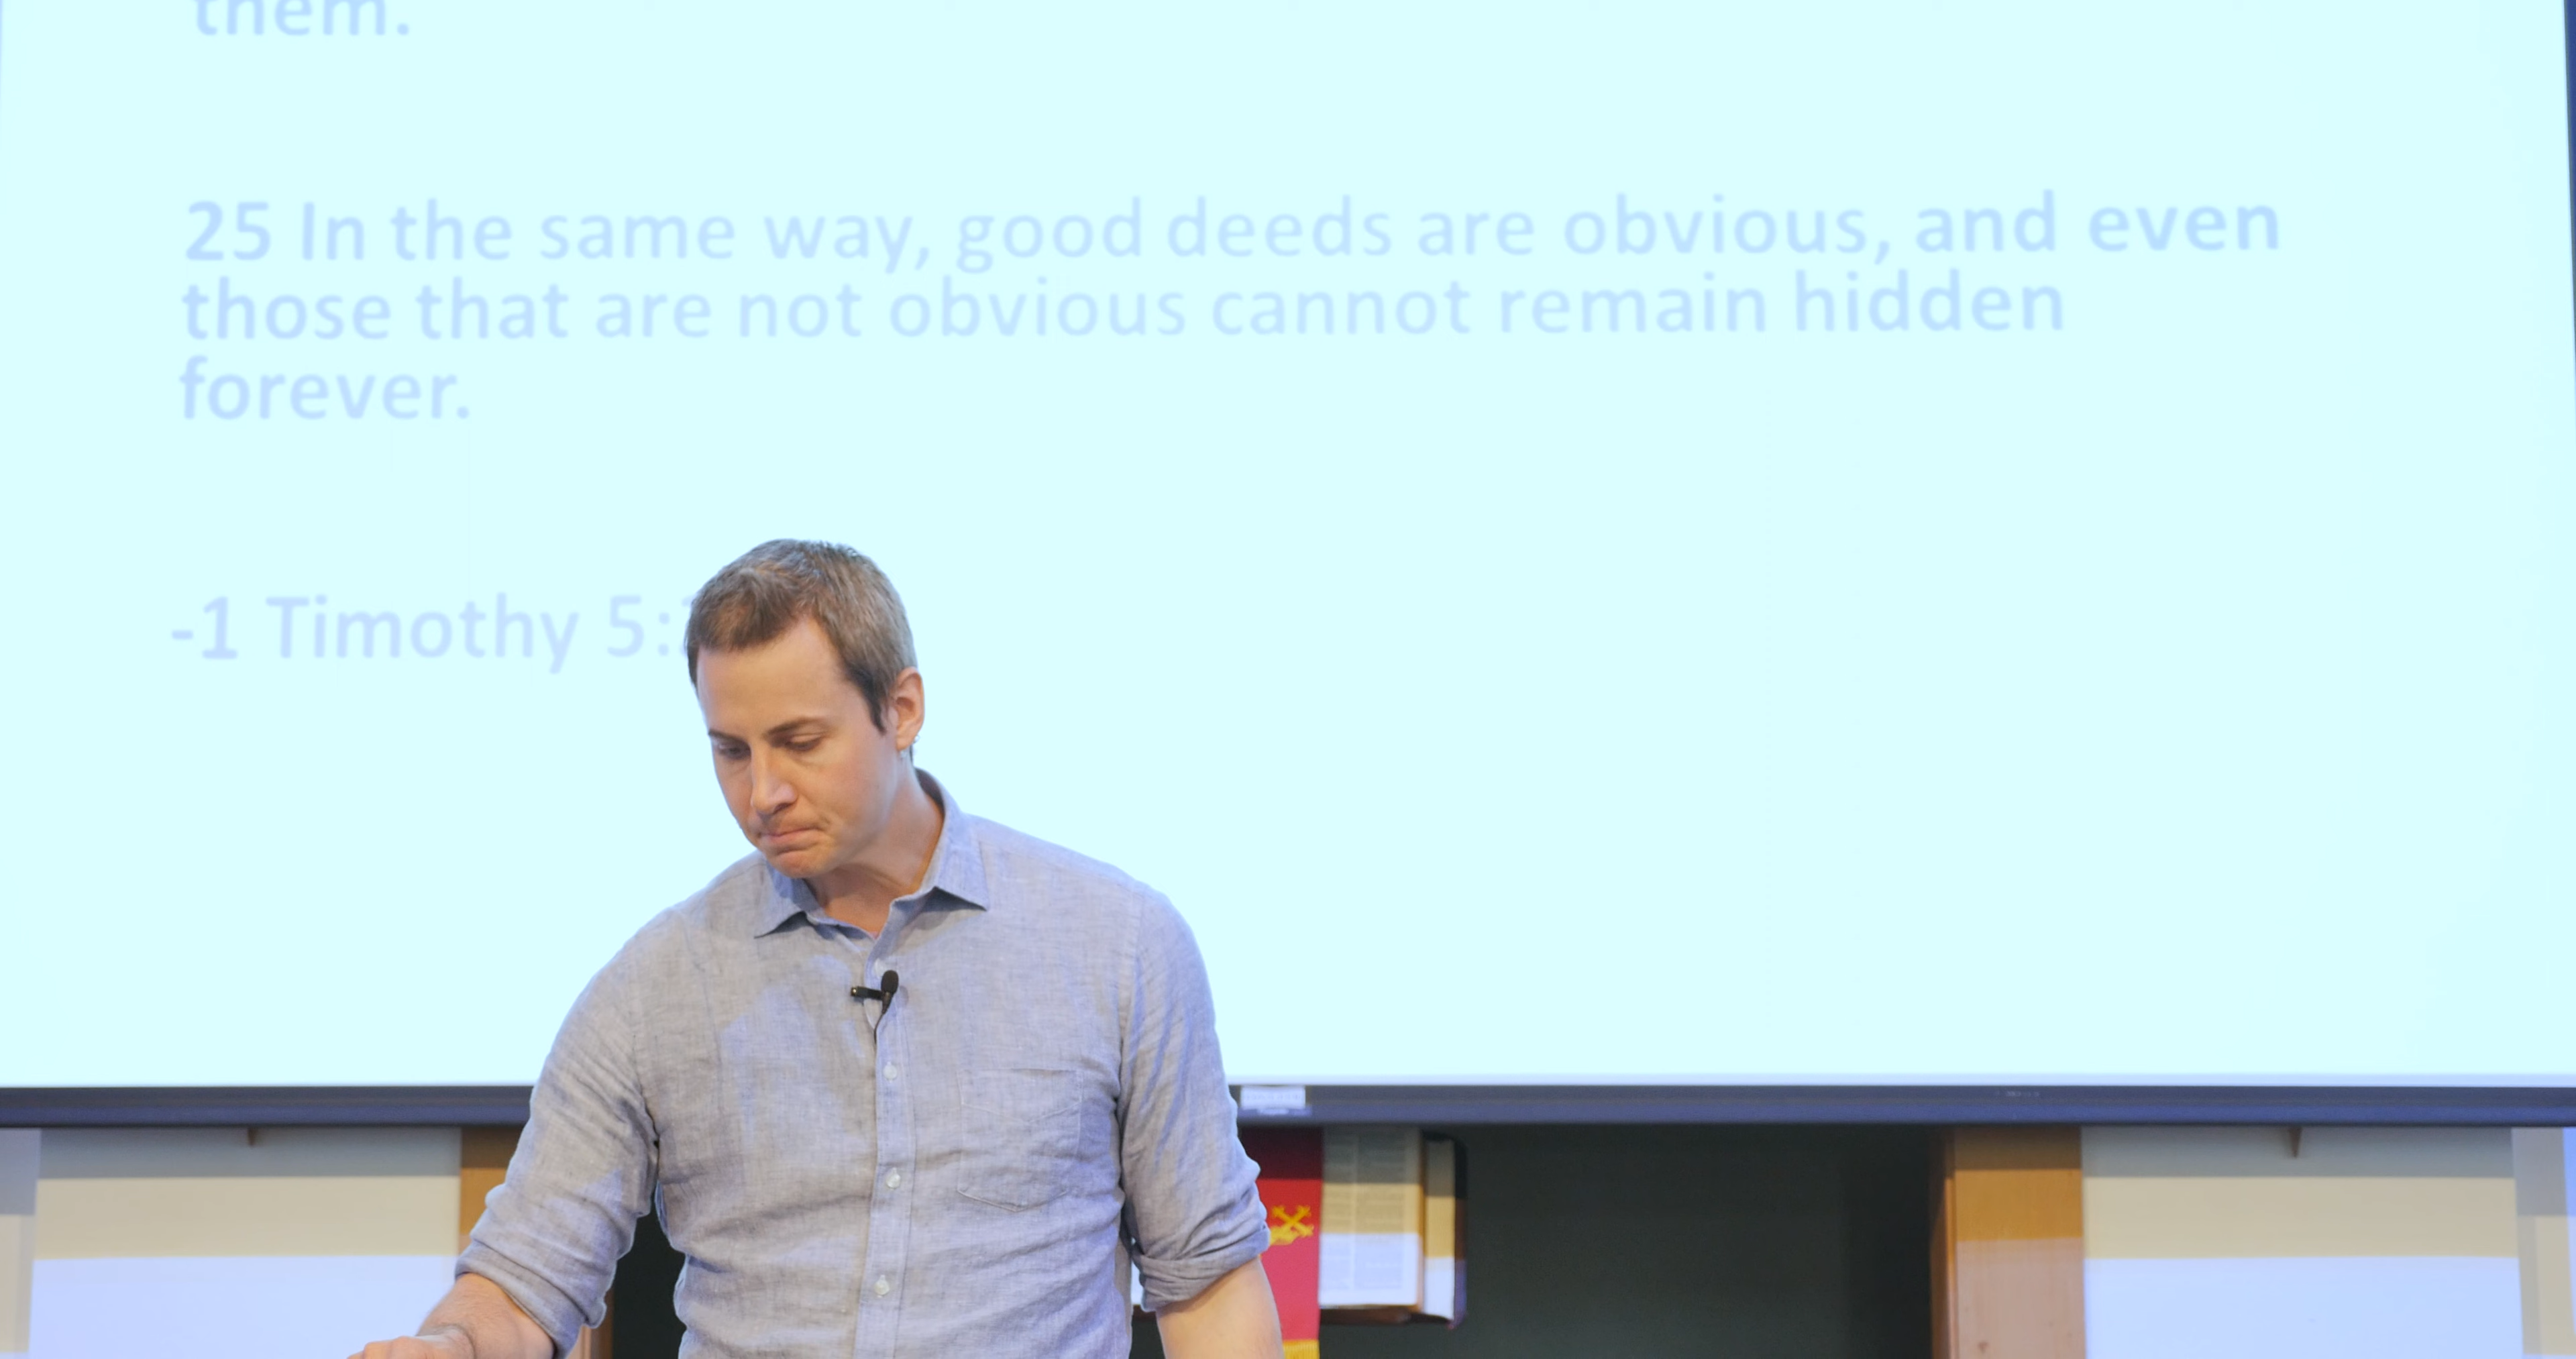 them.
25 In the same way, good deeds are obvious, and even
those that are not obvious cannot remain hidden
forever.
-1 Timothy 5: